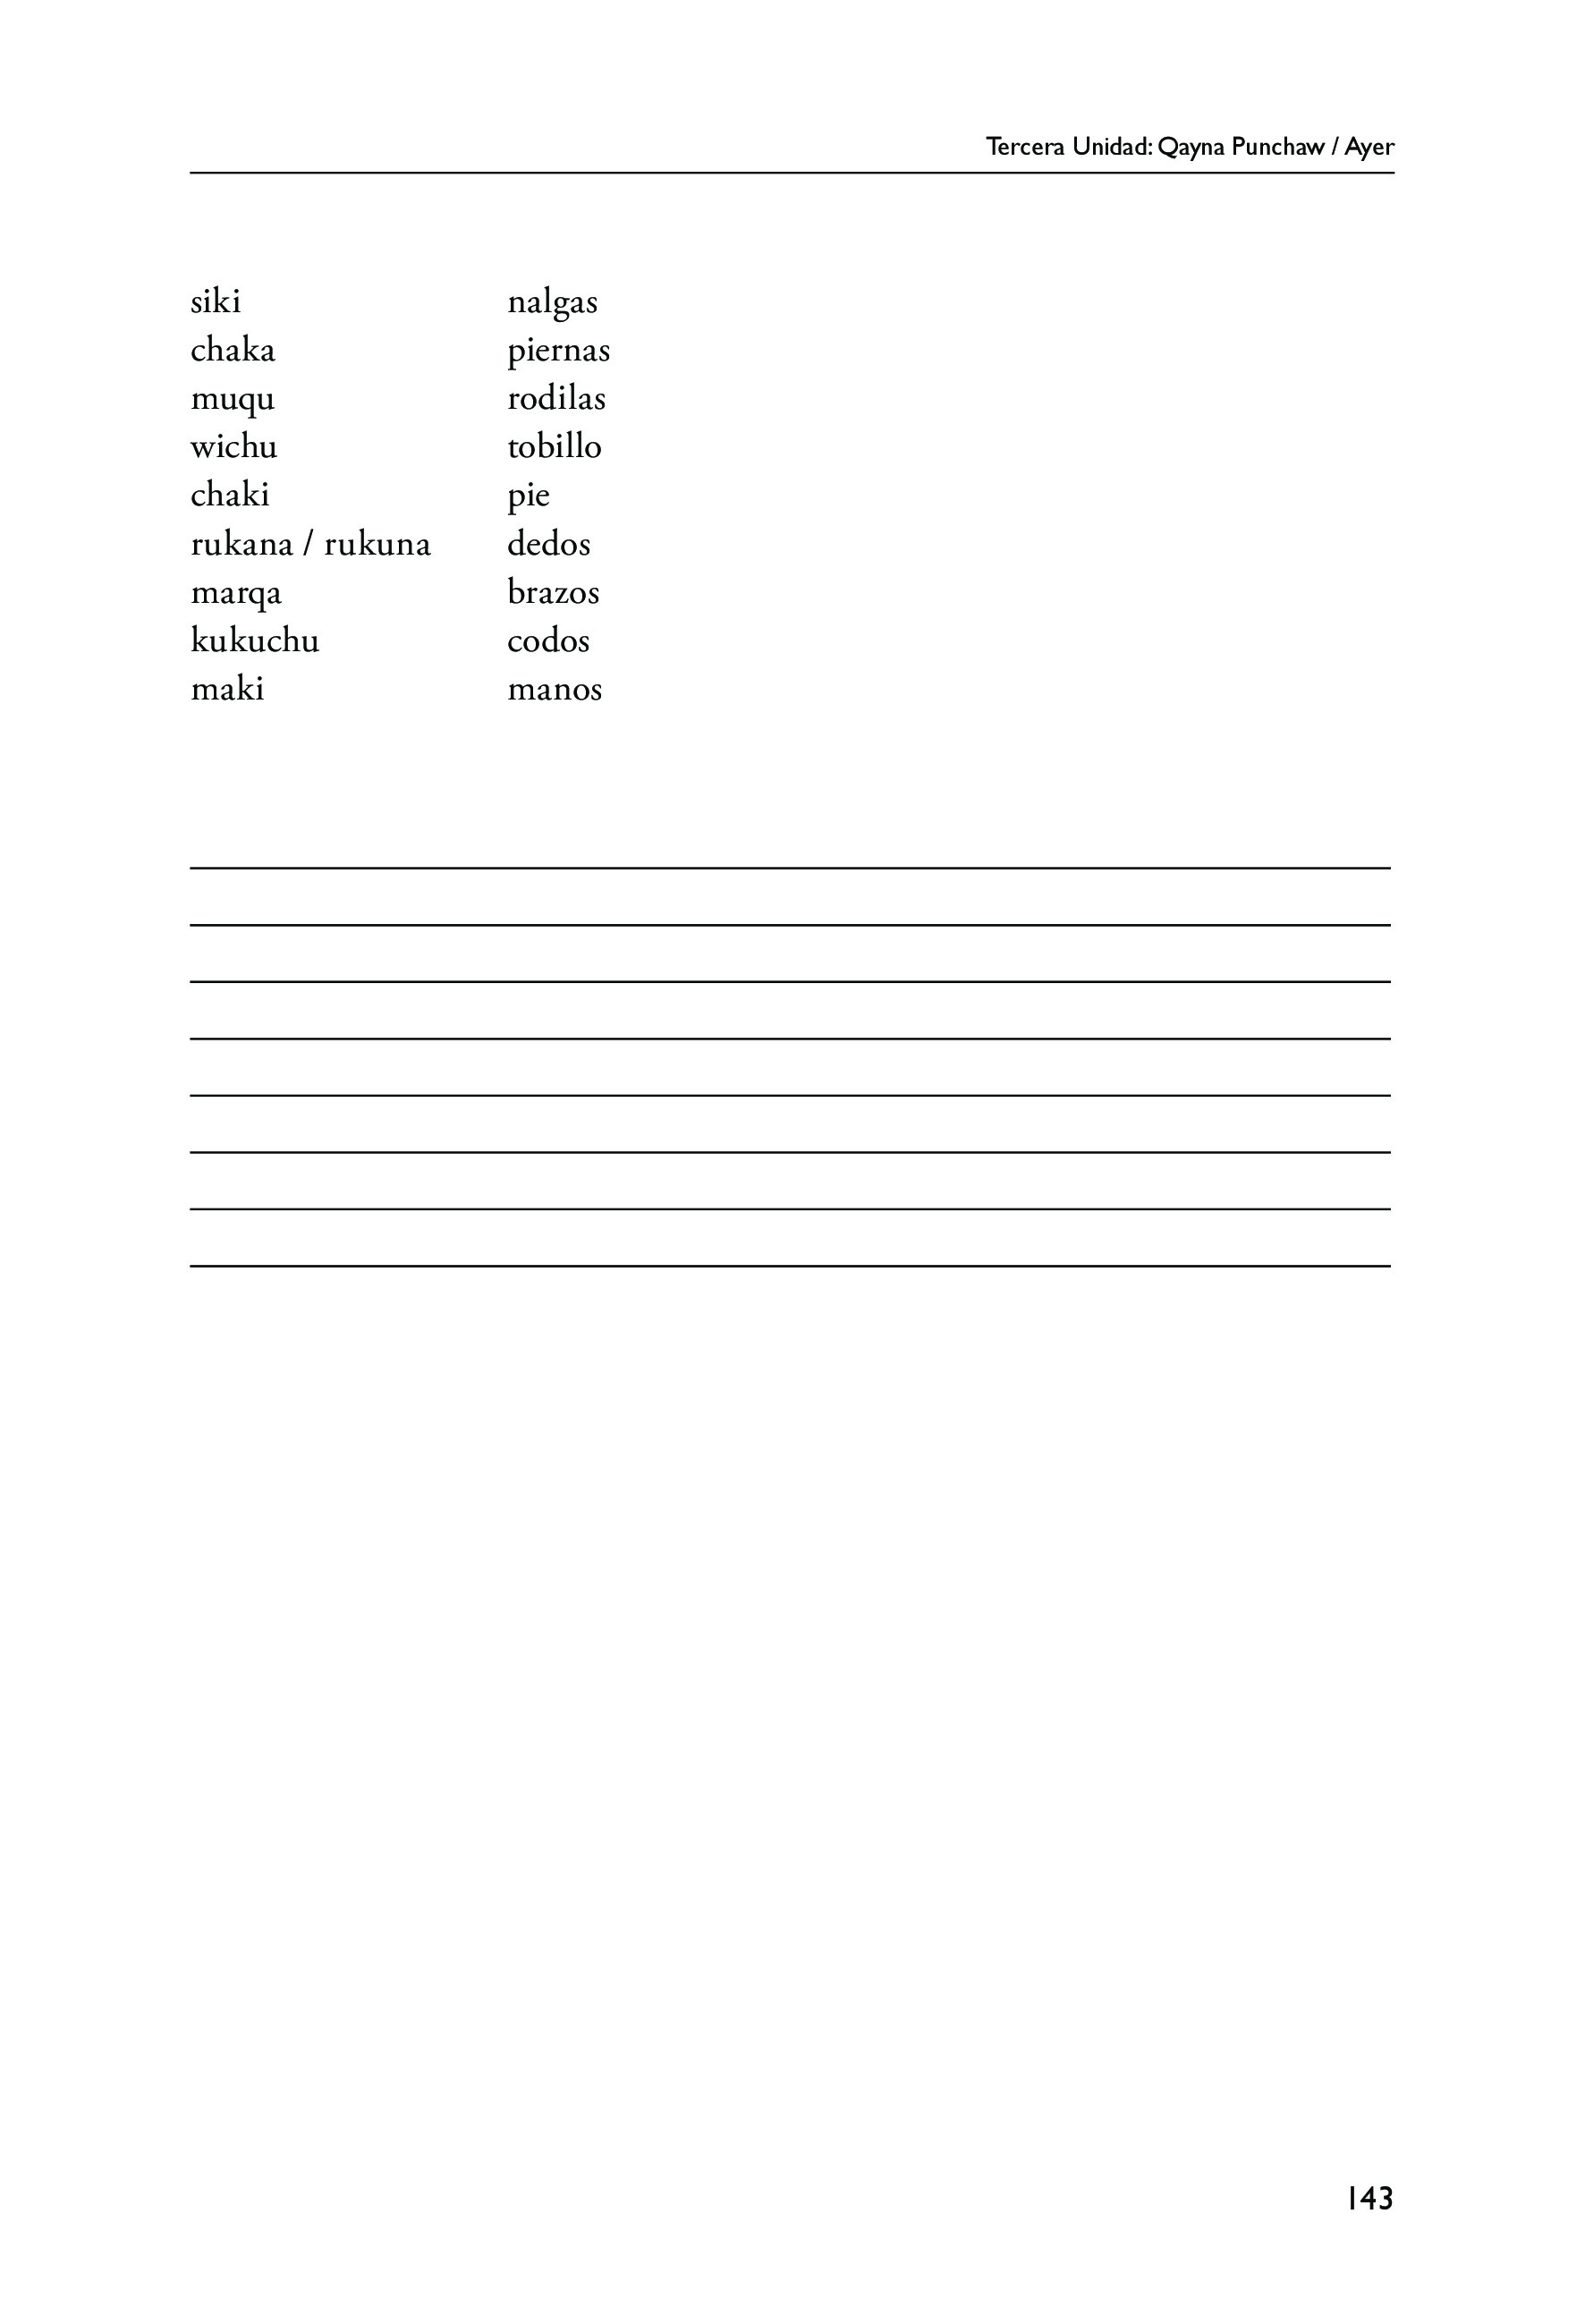 Tercera Unidad: Qayna Punchaw / Ayer
siki nalgas
chaka piernas
muqu rodilas
wichu tobillo
chaki pie
rukana / rukuna dedos
marqa brazos
kukuchu codos
maki manos
143